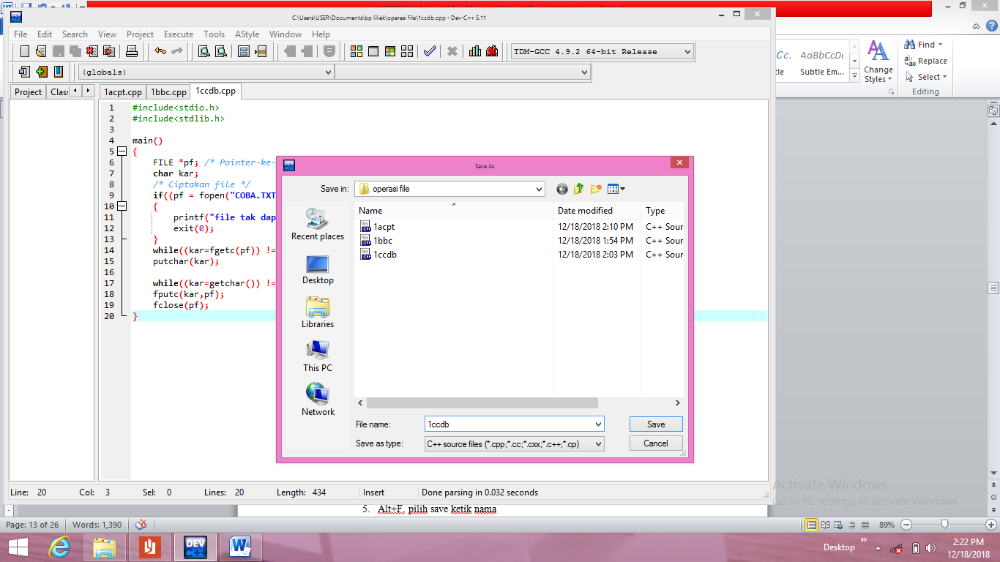 C:\Users\USER\Documents\bp liliek\operasi file\1ccdb.cpp - Dev-C++ 5.11
File Edit Search View Project Execute Tools AStyle Window Help
TDM-GCC 4.9.2 64-bit Release
(globals)
Project Clas
1acpt.cpp 1bbc.cpp 1ccdb.cpp
1 #include<stdio.h>
2 #include<stdlib.h>
3
4 main()
5 {
6 FILE *pf; /* Pointer-ke-
7 char kar;
8 /* Ciptakan file */
9 if((pf = fopen("COBA.TXT
10 {
11 printf("file tak dap
12 exit(0);
13 }
14 while((kar=fgetc(pf)) !=
15 putchar(kar);
16
17 while((kar=getchar()) !=
18 fputc(kar,pf);
19 fclose(pf);
20 }
Save As
Save in: operasi file
Recent places
Desktop
Libraries
This PC
Network
Name Date modified Type
1acpt 12/18/2018 2:10 PM C++ Sour
1bbc 12/18/2018 1:54 PM C++ Sour
1ccdb 12/18/2018 2:03 PM C++ Sour
File name: 1ccdb Save
Save as type: C++ source files (*.cpp;*.cc;*.cxx;*.c++;*.cp) Cancel
Line: 20 Col: 3 Sel: 0 Lines: 20 Length: 434 Insert Done parsing in 0.032 seconds
AaBbCcDc
Subtle Em...
Change
Styles
Find
Replace
Select
Editing
Activate Windows
Go to PC settings to activate Windows.
5. Alt+F, pilih save ketik nama
Page: 13 of 26 Words: 1,390 89%
Desktop
2:22 PM
12/18/2018